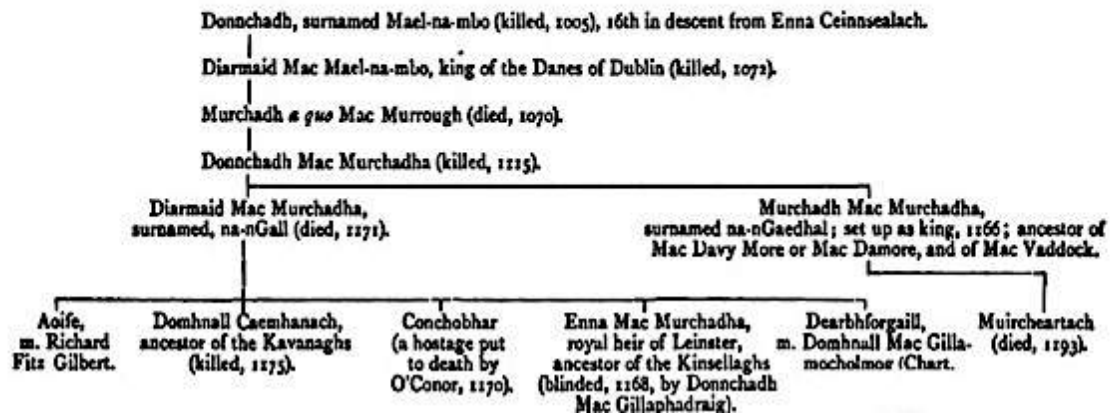 Donnchadh, surnamed Mael-na-mbo (killed, 1005), 16th in descent from Enna Ceinnsealach.
Diarmaid Mac Mael-na-mbo, king of the Danes of Dublin (killed, 1072).
Murchadh a quo Mac Murrough (died, 1070).
Donnchadh Mac Murchadha (killed, 1115).
Diarmaid Mac Murchadha,
surnamed, na-nGall (died, 1171).
Murchadh Mac Murchadha,
surnamed na-nGaedhal; set up as king, 1166; ancestor of
Mac Davy More or Mac Damore, and of Mac Vaddock.
Aoife,
m. Richard
Fitz Gilbert.
Domhnall Caemhanach,
ancestor of the Kavanaghs
(killed, 1175).
Conchobhar
(a hostage put
to death by
O'Conor, 1170).
Enna Mac Murchadha,
royal heir of Leinster,
ancestor of the Kinsellaghs
(blinded, 1168, by Donnchadh
Mac Gillaphadraig).
Dearbhforgaill,
m. Domhnull Mac Gilla-
mocholmor (Chart.
Muircheartach
(died, 1193).